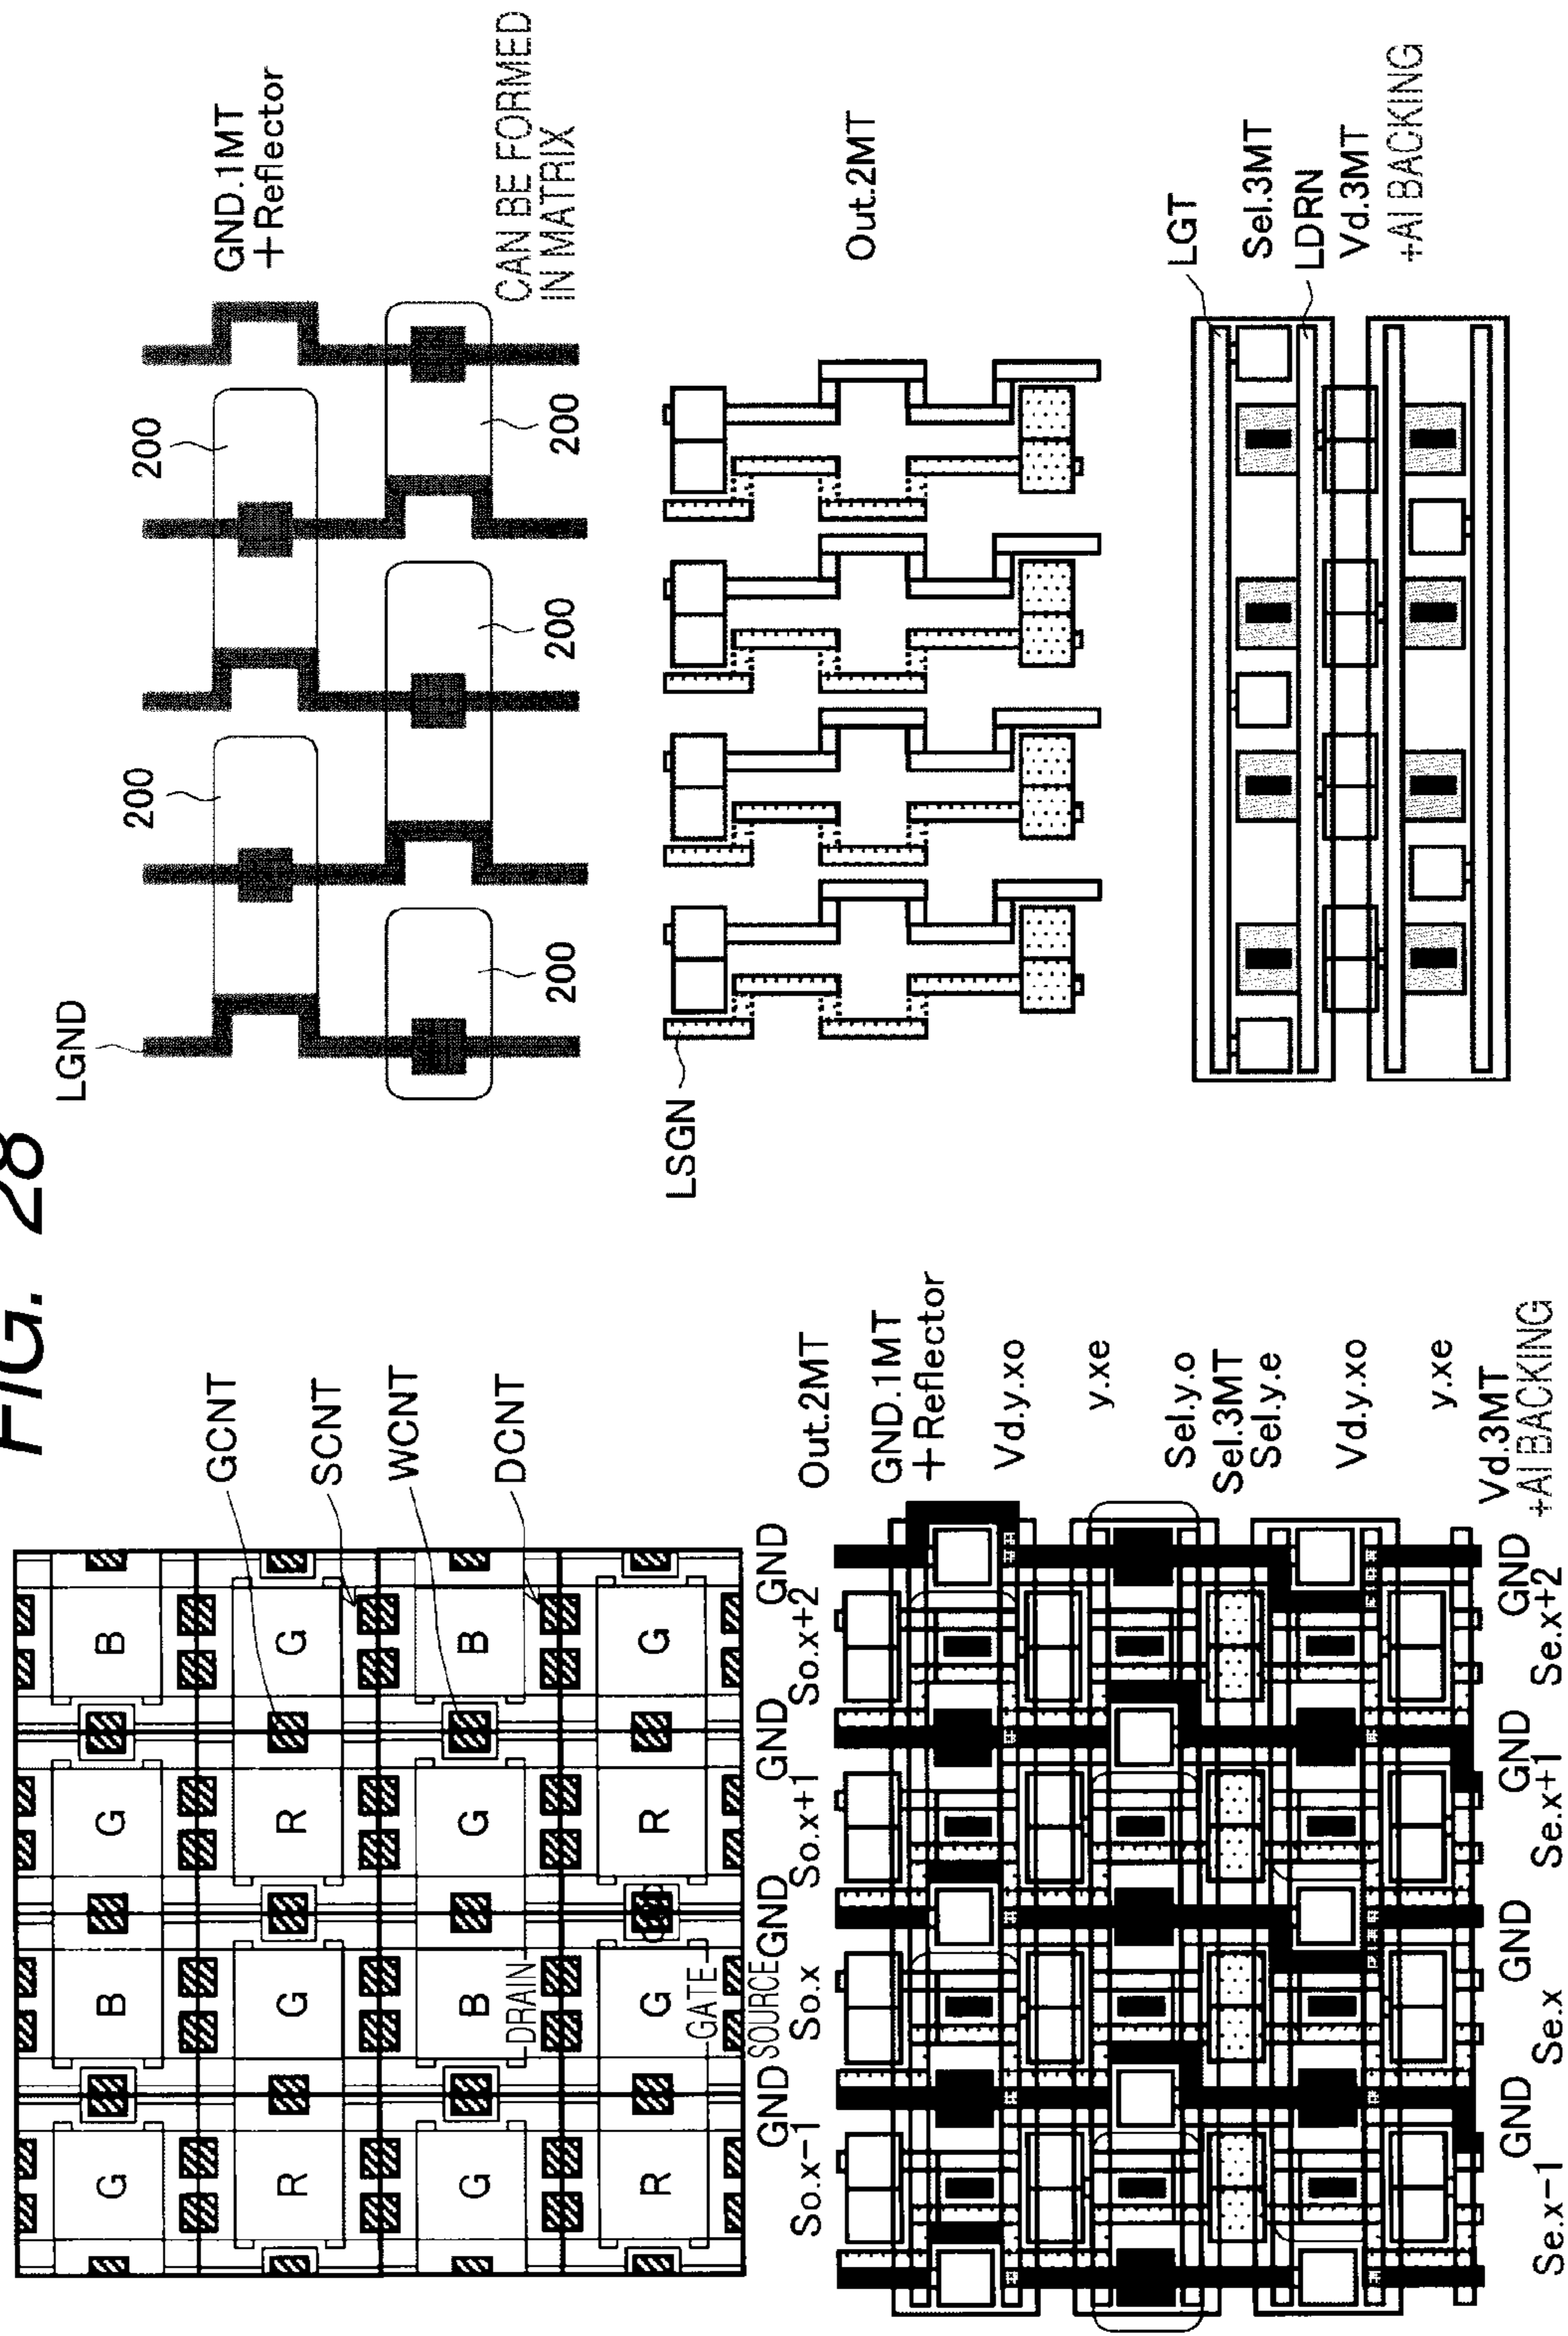 FIG. 28
GCNT
SCNT
WCNT
DCNT
G
B
G
B
R
G
R
G
G
B
G
B
DRAIN
R
G
R
G
GATE
SOURCE
GND
GND
GND
GND
So.x-1
So.x
So.x+1
So.x+2
Out.2MT
GND.1MT
+Reflector
Vd.y.xo
y.xe
Sel.y.o
Sel.3MT
Sel.y.e
Vd.y.xo
y.xe
Vd.3MT
+Al BACKING
GND
GND
GND
GND
Se.x-1
Se.x
Se.x+1
Se.x+2
LGND
200
200
GND.1MT
+Reflector
200
200
200
CAN BE FORMED
IN MATRIX
LSGN
Out.2MT
LGT
Sel.3MT
LDRN
Vd.3MT
+Al BACKING